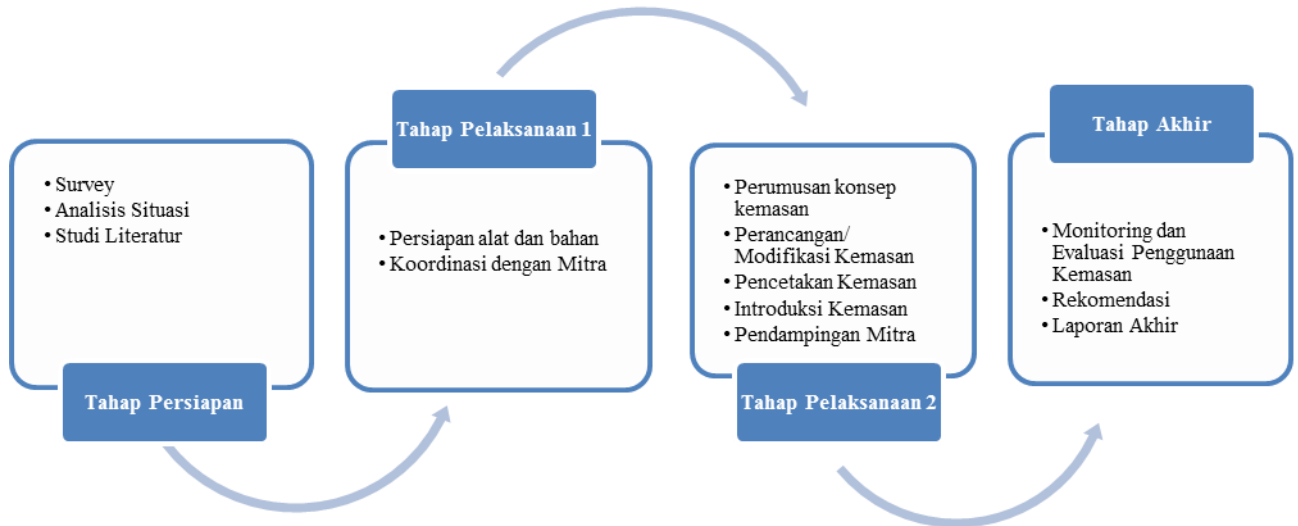 • Survey
• Analisis Situasi
• Studi Literatur
Tahap Persiapan
Tahap Pelaksanaan 1
• Persiapan alat dan bahan
• Koordinasi dengan Mitra
• Perumusan konsep
kemasan
• Perancangan/
Modifikasi Kemasan
• Pencetakan Kemasan
• Introduksi Kemasan
• Pendampingan Mitra
Tahap Pelaksanaan 2
Tahap Akhir
• Monitoring dan
Evaluasi Penggunaan
Kemasan
• Rekomendasi
• Laporan Akhir